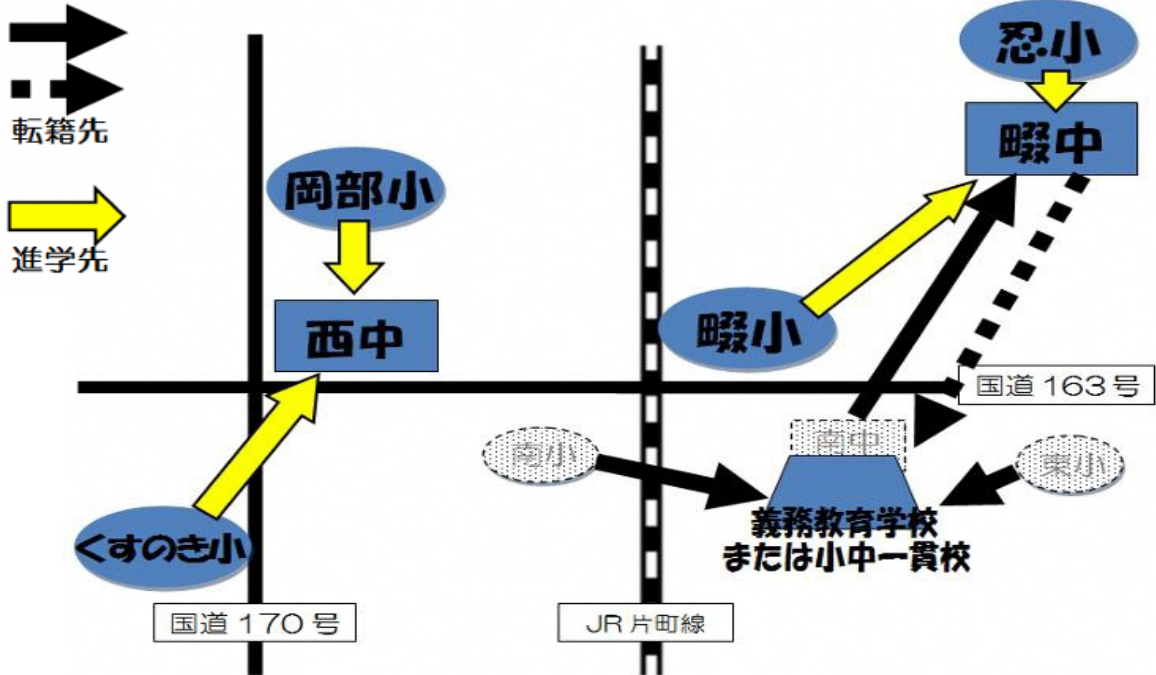 転籍先
進学先
忍小
畷中
岡部小
西中
畷小
国道163号
南中
南小
東小
くすのき小
義務教育学校
または小中一貫校
国道170号
JR片町線